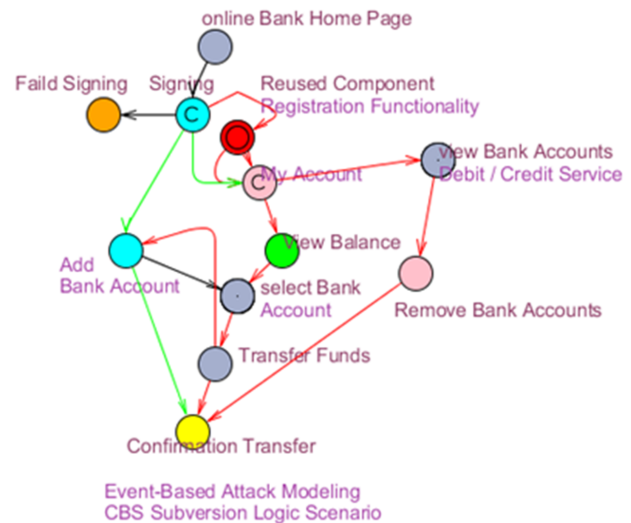 online Bank Home Page
Faild Signing
Signing
Reused Component
Registration Functionality
C
view Bank Accounts
Debit / Credit Service
C
My Account
View Balance
Add
Bank Account
select Bank
Account
Remove Bank Accounts
Transfer Funds
Confirmation Transfer
Event-Based Attack Modeling
CBS Subversion Logic Scenario